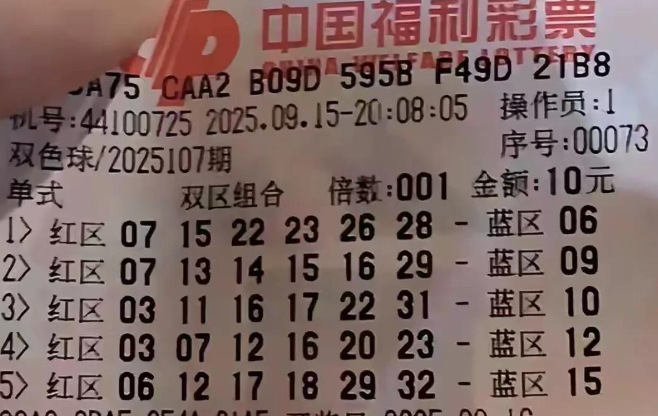 中国福利彩票
CHINA WELFARE LOTTERY
CAA2 B09D 595B F49D 21B8
机号:44100725 2025.09.15-20:08:05 操作员:1
双色球/2025107期 序号:00073
单式 双区组合 倍数:001 金额:10元
1> 红区 07 15 22 23 26 28 - 蓝区 06
2> 红区 07 13 14 15 16 29 - 蓝区 09
3> 红区 03 11 16 17 22 31 - 蓝区 10
4> 红区 03 07 12 16 20 23 - 蓝区 12
5> 红区 06 12 17 18 29 32 - 蓝区 15